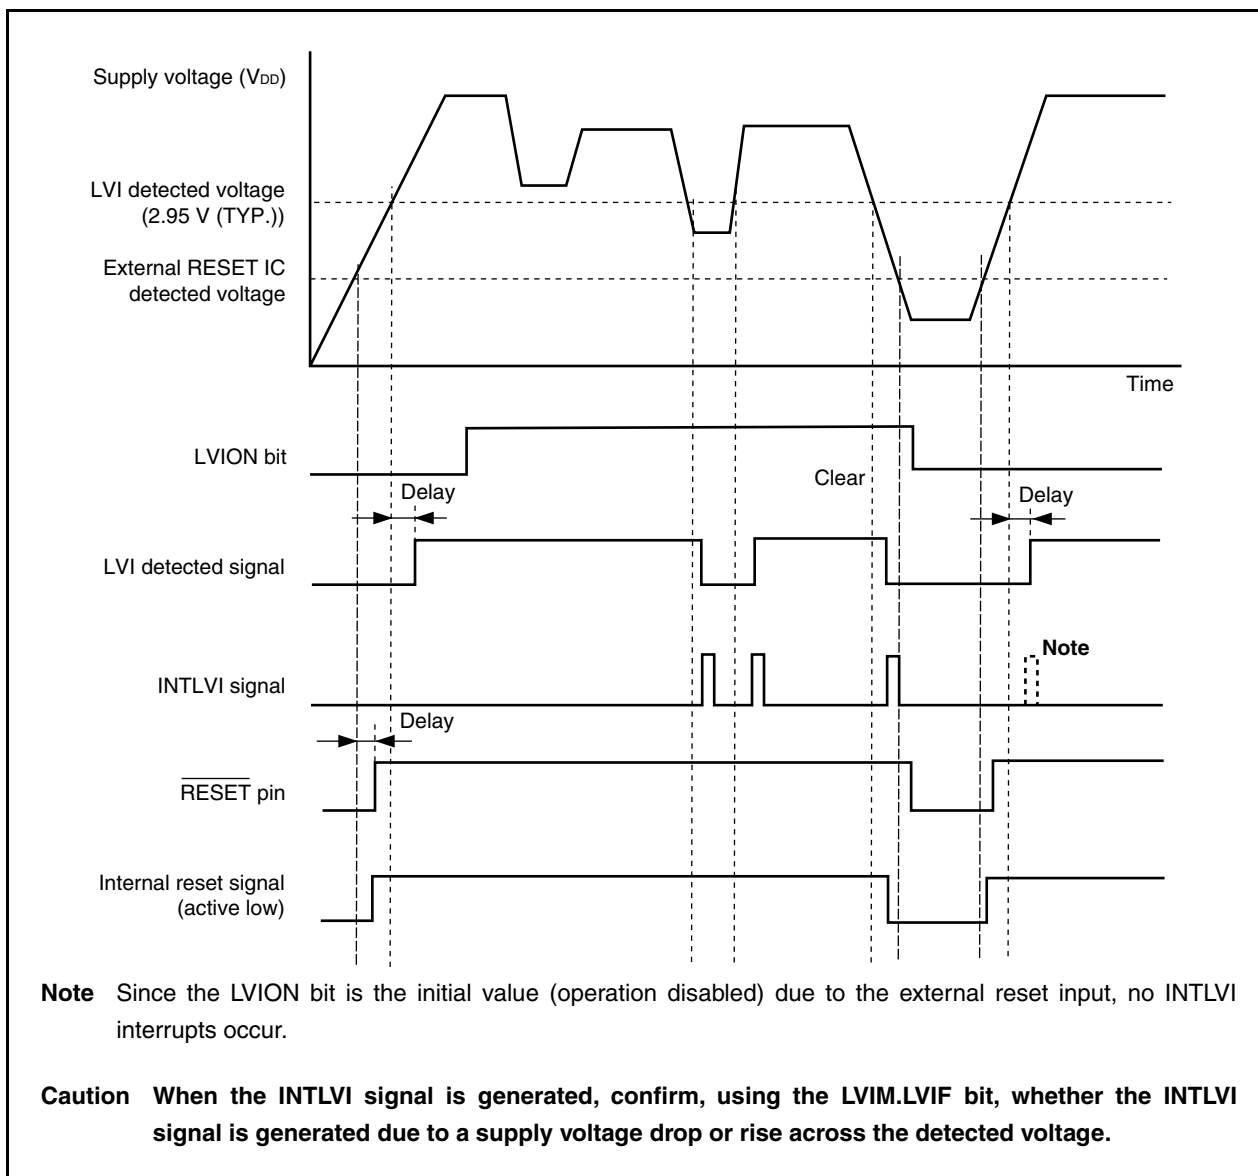 Supply voltage (VDD)
LVI detected voltage
(2.95 V (TYP.))
External RESET IC
detected voltage
Time
LVION bit
Clear
Delay
Delay
LVI detected signal
Note
INTLVI signal
Delay
RESET pin
Internal reset signal
(active low)
Note Since the LVION bit is the initial value (operation disabled) due to the external reset input, no INTLVI
interrupts occur.
Caution When the INTLVI signal is generated, confirm, using the LVIM.LVIF bit, whether the INTLVI
signal is generated due to a supply voltage drop or rise across the detected voltage.